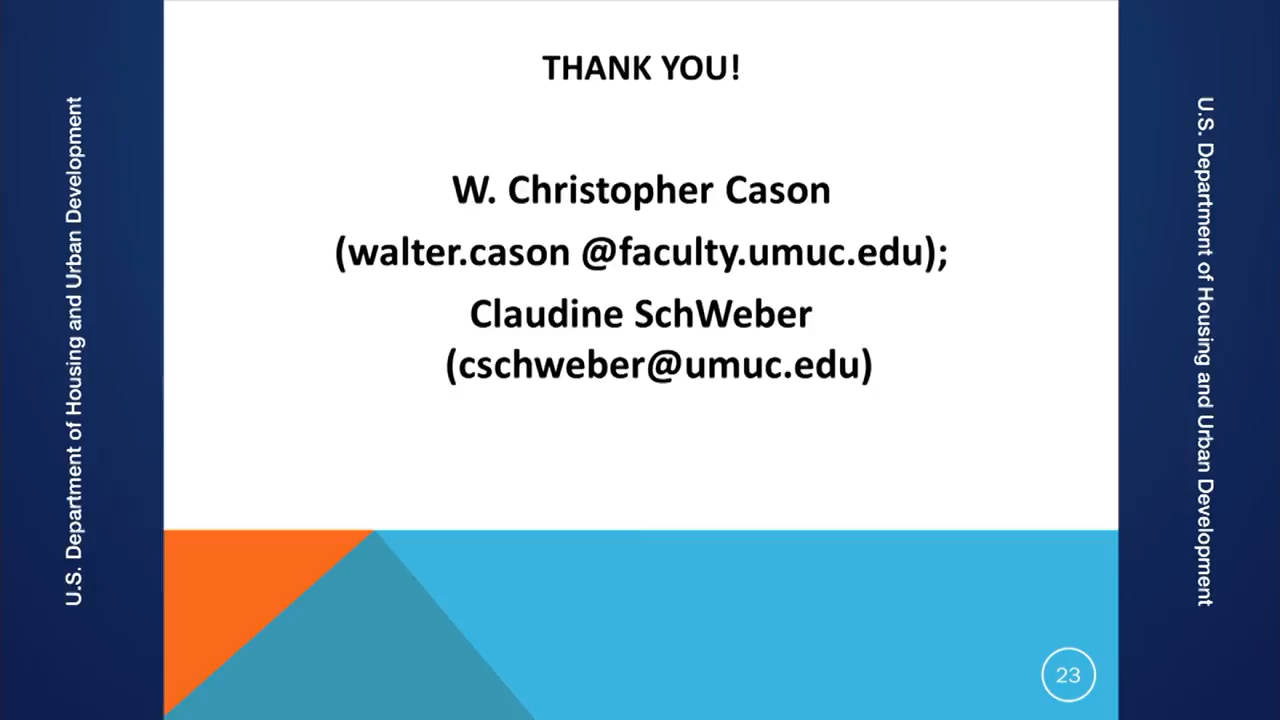 U.S. Department of Housing and Urban Development
THANK YOU!
W. Christopher Cason
(walter.cason @faculty.umuc.edu);
Claudine SchWeber
(cschweber@umuc.edu)
23
U.S. Department of Housing and Urban Development